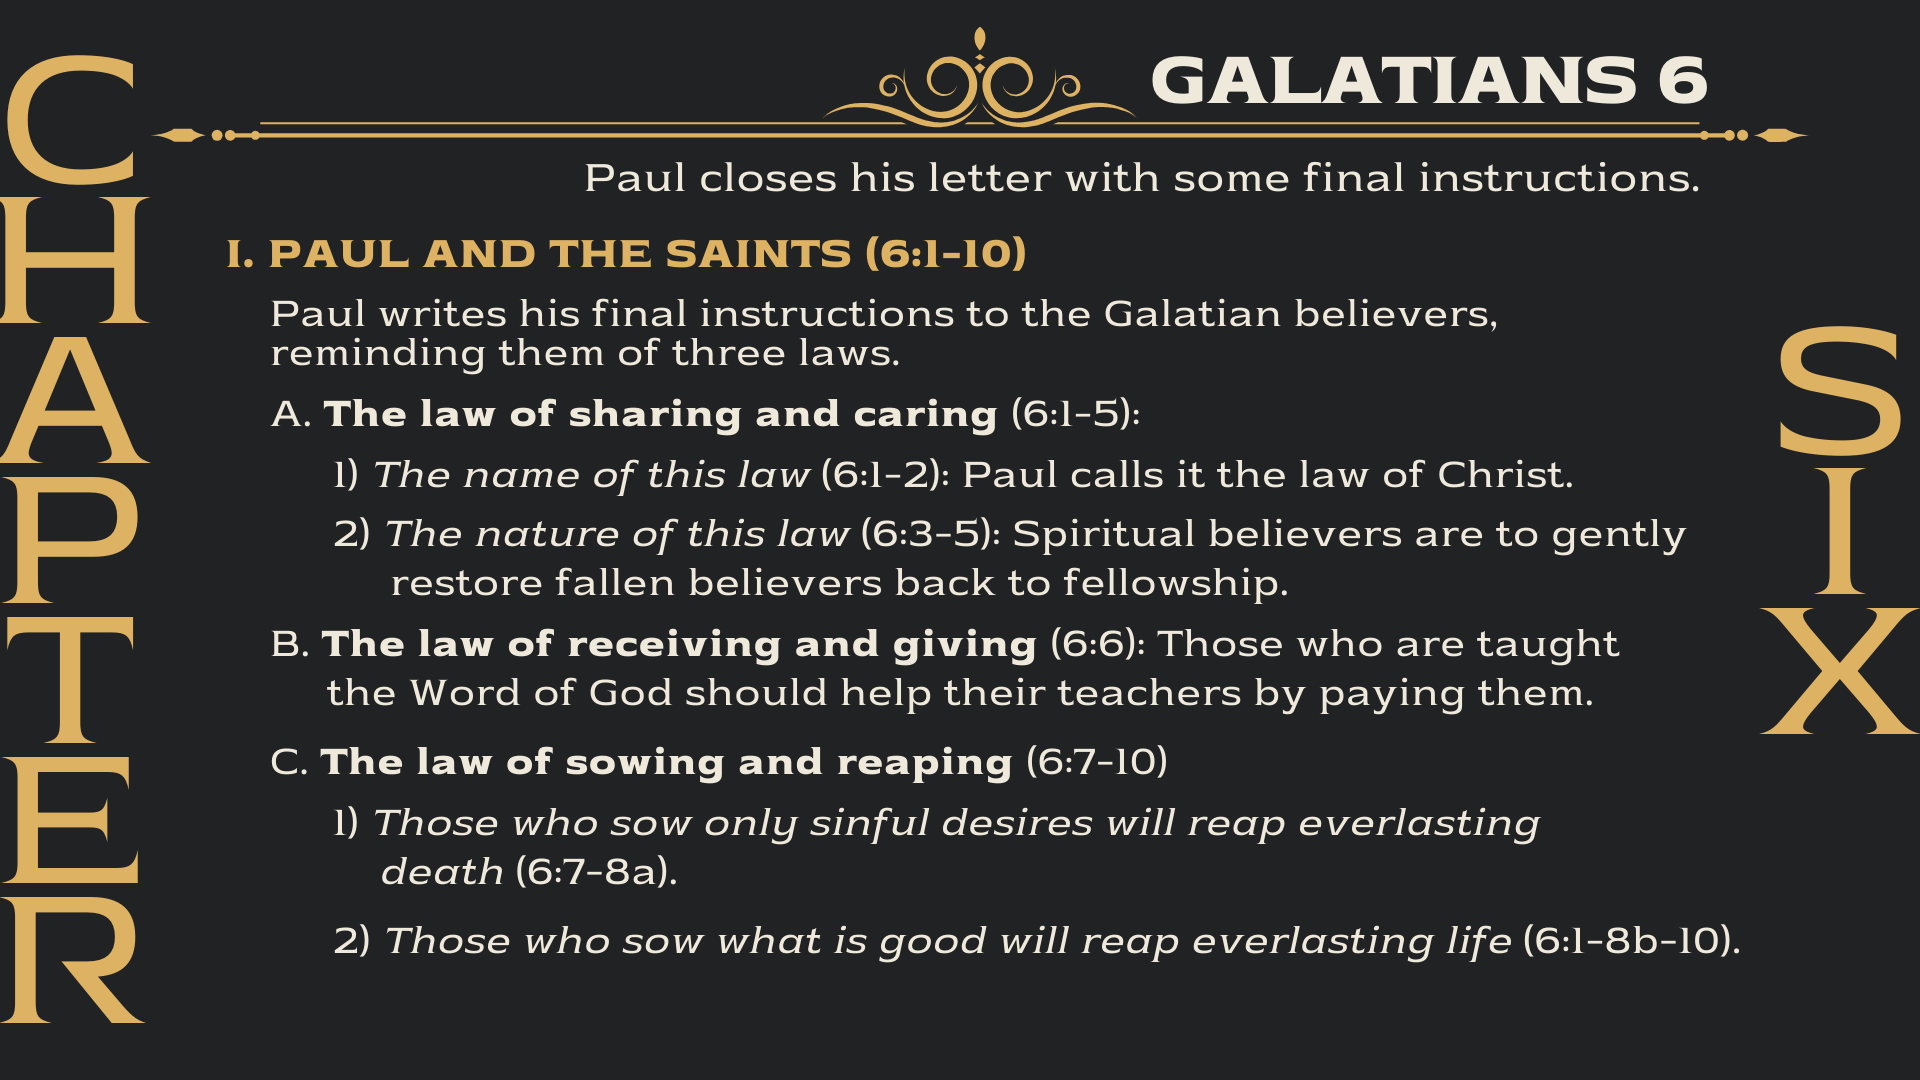 CHAPTER
GALATIANS 6
Paul closes his letter with some final instructions.
I. PAUL AND THE SAINTS (6:1-10)
Paul writes his final instructions to the Galatian believers,
reminding them of three laws.
A. The law of sharing and caring (6:1-5):
1) The name of this law (6:1-2): Paul calls it the law of Christ.
2) The nature of this law (6:3-5): Spiritual believers are to gently
restore fallen believers back to fellowship.
B. The law of receiving and giving (6:6): Those who are taught
the Word of God should help their teachers by paying them.
C. The law of sowing and reaping (6:7-10)
1) Those who sow only sinful desires will reap everlasting
death (6:7-8a).
2) Those who sow what is good will reap everlasting life (6:1-8b-10).
SIX